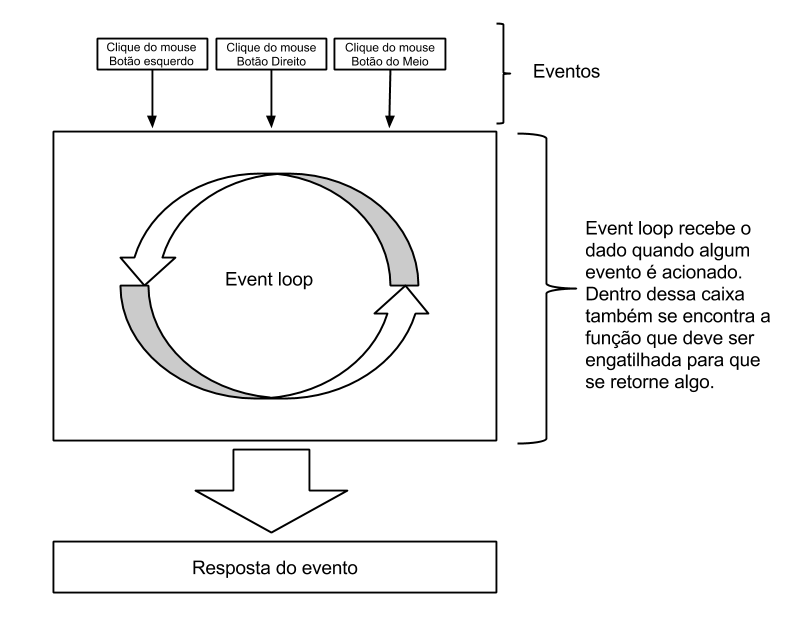 Clique do mouse
Botão esquerdo
Clique do mouse
Botão Direito
Clique do mouse
Botão do Meio
Eventos
Event loop
Event loop recebe o
dado quando algum
evento é acionado.
Dentro dessa caixa
também se encontra a
função que deve ser
engatilhada para que
se retorne algo.
Resposta do evento